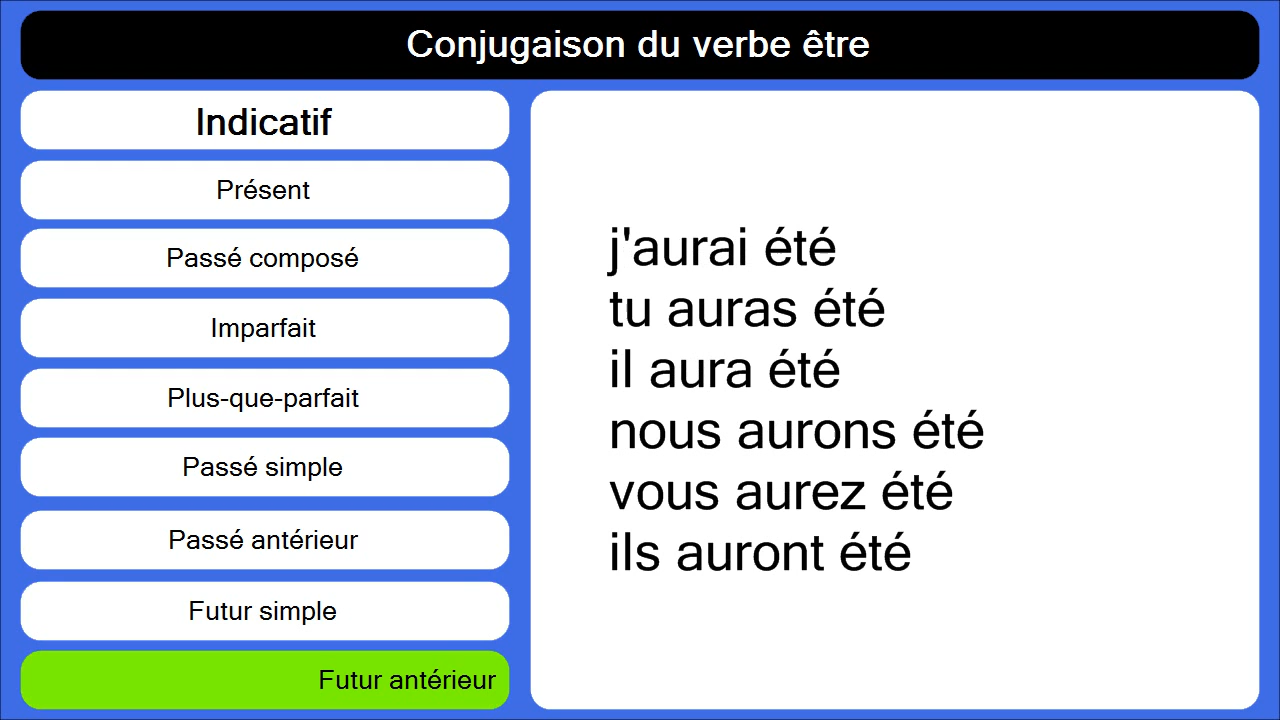 Conjugaison du verbe être
Indicatif
Présent
Passé composé
Imparfait
Plus-que-parfait
Passé simple
Passé antérieur
Futur simple
Futur antérieur
j'aurai été
tu auras été
il aura été
nous aurons été
vous aurez été
ils auront été